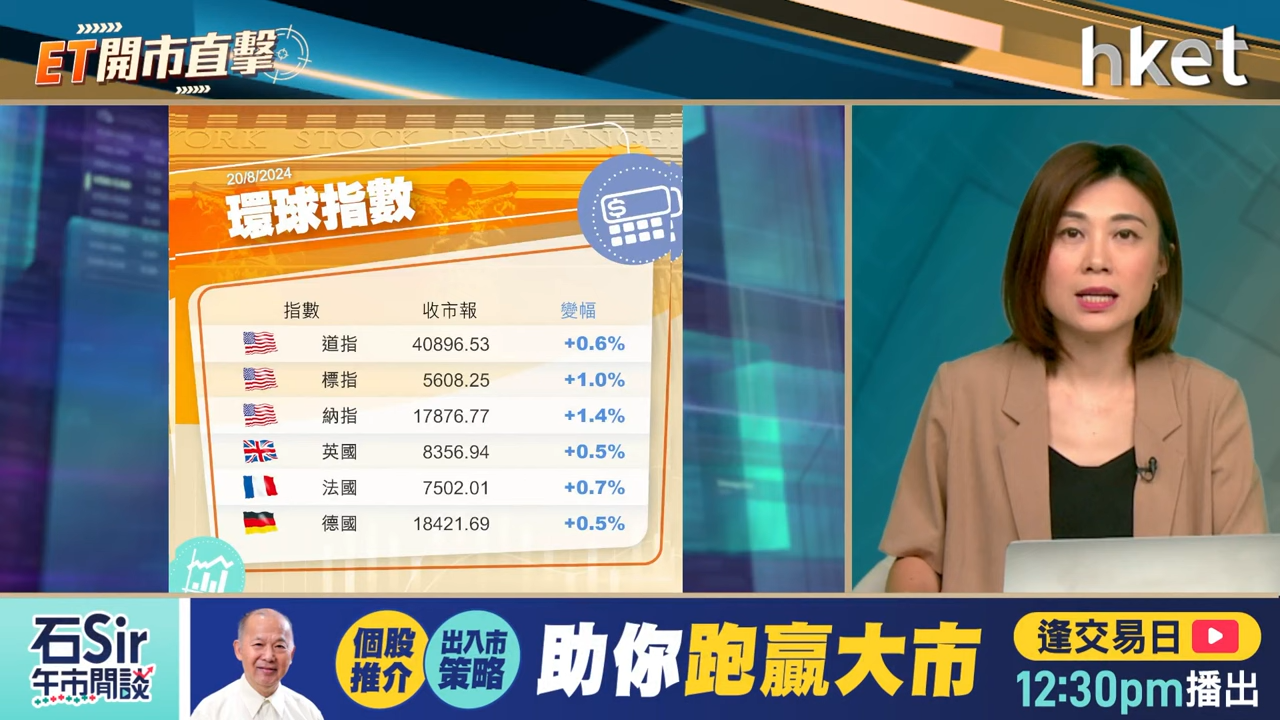 ET開市直擊
hket
YORK STOCK EXCHANGE
20/8/2024
環球指數
$
指數 收市報 變幅
道指 40896.53 +0.6%
標指 5608.25 +1.0%
納指 17876.77 +1.4%
英國 8356.94 +0.5%
法國 7502.01 +0.7%
德國 18421.69 +0.5%
石Sir
午市閒談
個股
推介
出入市
策略
助你跑贏大市
逢交易日
12:30pm播出